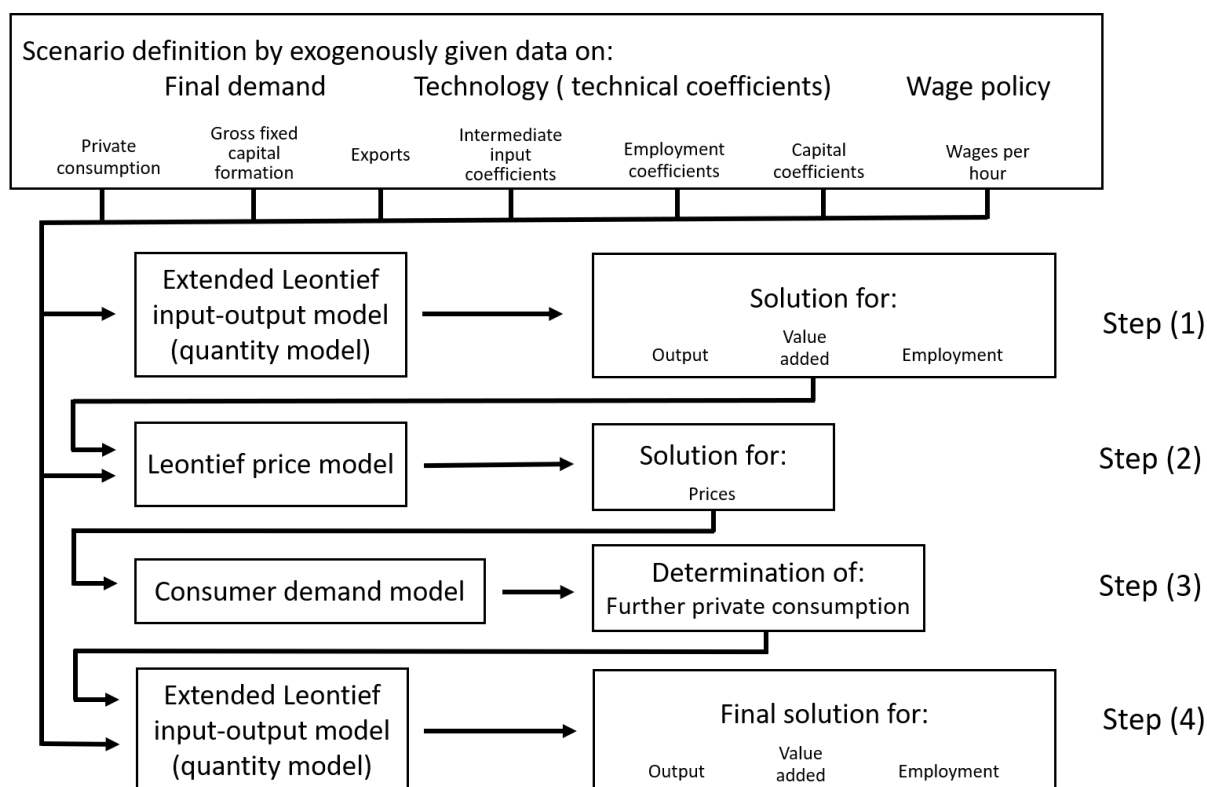 Scenario definition by exogenously given data on:
Final demand
Technology ( technical coefficients)
Wage policy
Private
consumption
Gross fixed
capital
formation
Exports
Intermediate
input
coefficients
Employment
coefficients
Capital
coefficients
Wages per
hour
Extended Leontief
input-output model
(quantity model)
Solution for:
Output
Value
added
Employment
Step (1)
Leontief price model
Solution for:
Prices
Step (2)
Consumer demand model
Determination of:
Further private consumption
Step (3)
Extended Leontief
input-output model
(quantity model)
Final solution for:
Output
Value
added
Employment
Step (4)